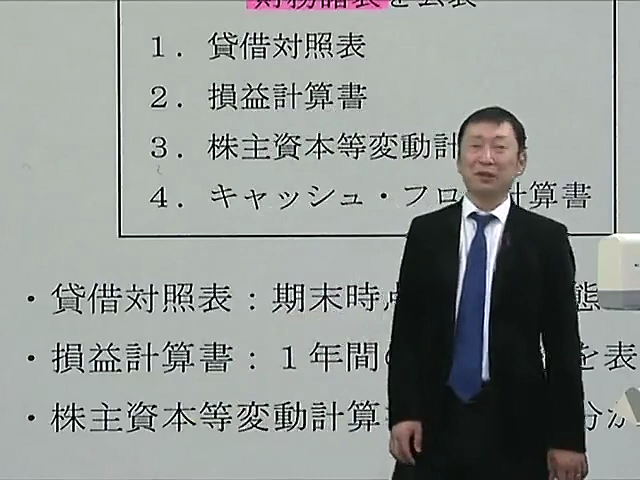 財務諸表を公表
1. 貸借対照表
2. 損益計算書
3. 株主資本等変動計
4. キャッシュ・フロ 計算書
・貸借対照表：期末時点 態
・損益計算書：1年間の を表
・株主資本等変動計算 分か